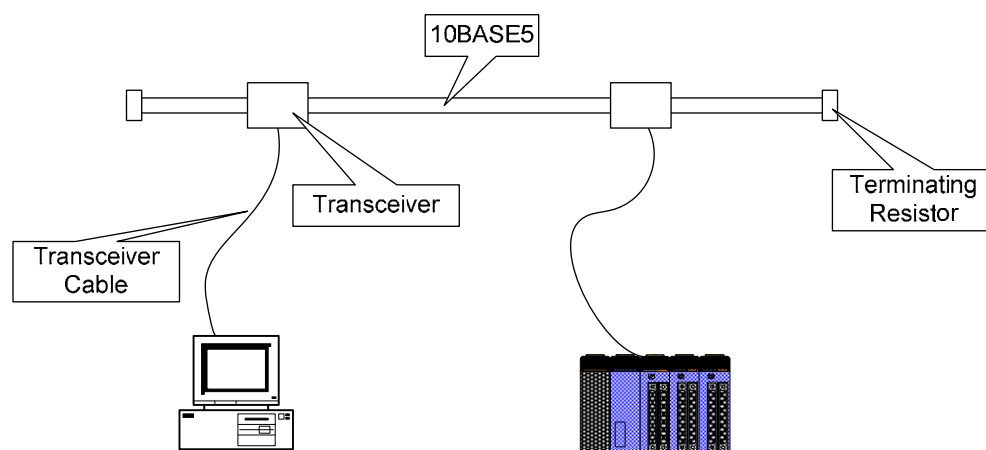 10BASE5
Transceiver
Terminating
Resistor
Transceiver
Cable